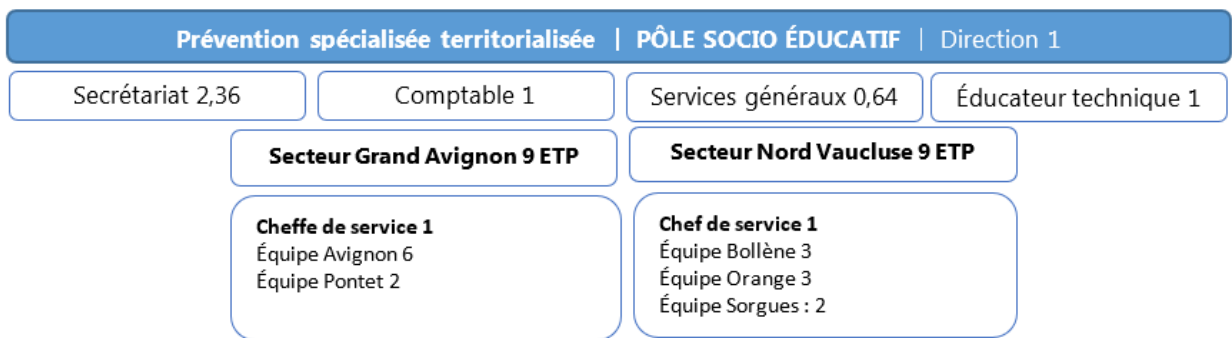 Prévention spécialisée territorialisée | PÔLE SOCIO ÉDUCATIF | Direction 1
Secrétariat 2,36
Comptable 1
Services généraux 0,64
Éducateur technique 1
Secteur Grand Avignon 9 ETP
Secteur Nord Vaucluse 9 ETP
Cheffe de service 1
Équipe Avignon 6
Équipe Pontet 2
Chef de service 1
Équipe Bollène 3
Équipe Orange 3
Équipe Sorgues : 2